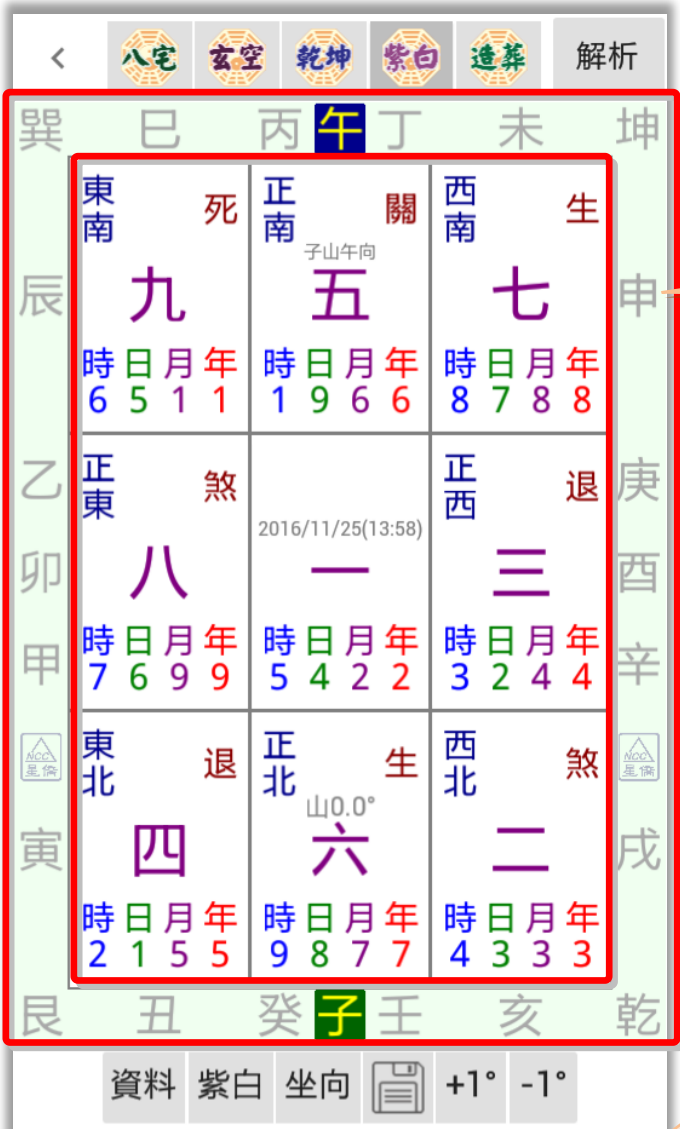 < 八宅 玄空 乾坤 紫白 造葬 解析
巽 巳 丙 午 丁 未 坤
東南 死 正南 關 西南 生
子山午向
辰 九 五 七 申
時 日 月 年 時 日 月 年 時 日 月 年
6 5 1 1 1 9 6 6 8 7 8 8
乙 正東 煞 正西 退 庚
2016/11/25(13:58)
卯 八 一 三 酉
甲 時 日 月 年 時 日 月 年 時 日 月 年 辛
7 6 9 9 5 4 2 2 3 2 4 4
東北 退 正北 生 西北 煞
NCC 星僑 NCC 星僑
山0.0°
寅 四 六 二 戌
時 日 月 年 時 日 月 年 時 日 月 年
2 1 5 5 9 8 7 7 4 3 3 3
艮 丑 癸 子 壬 亥 乾
資料 紫白 坐向 +1° -1°